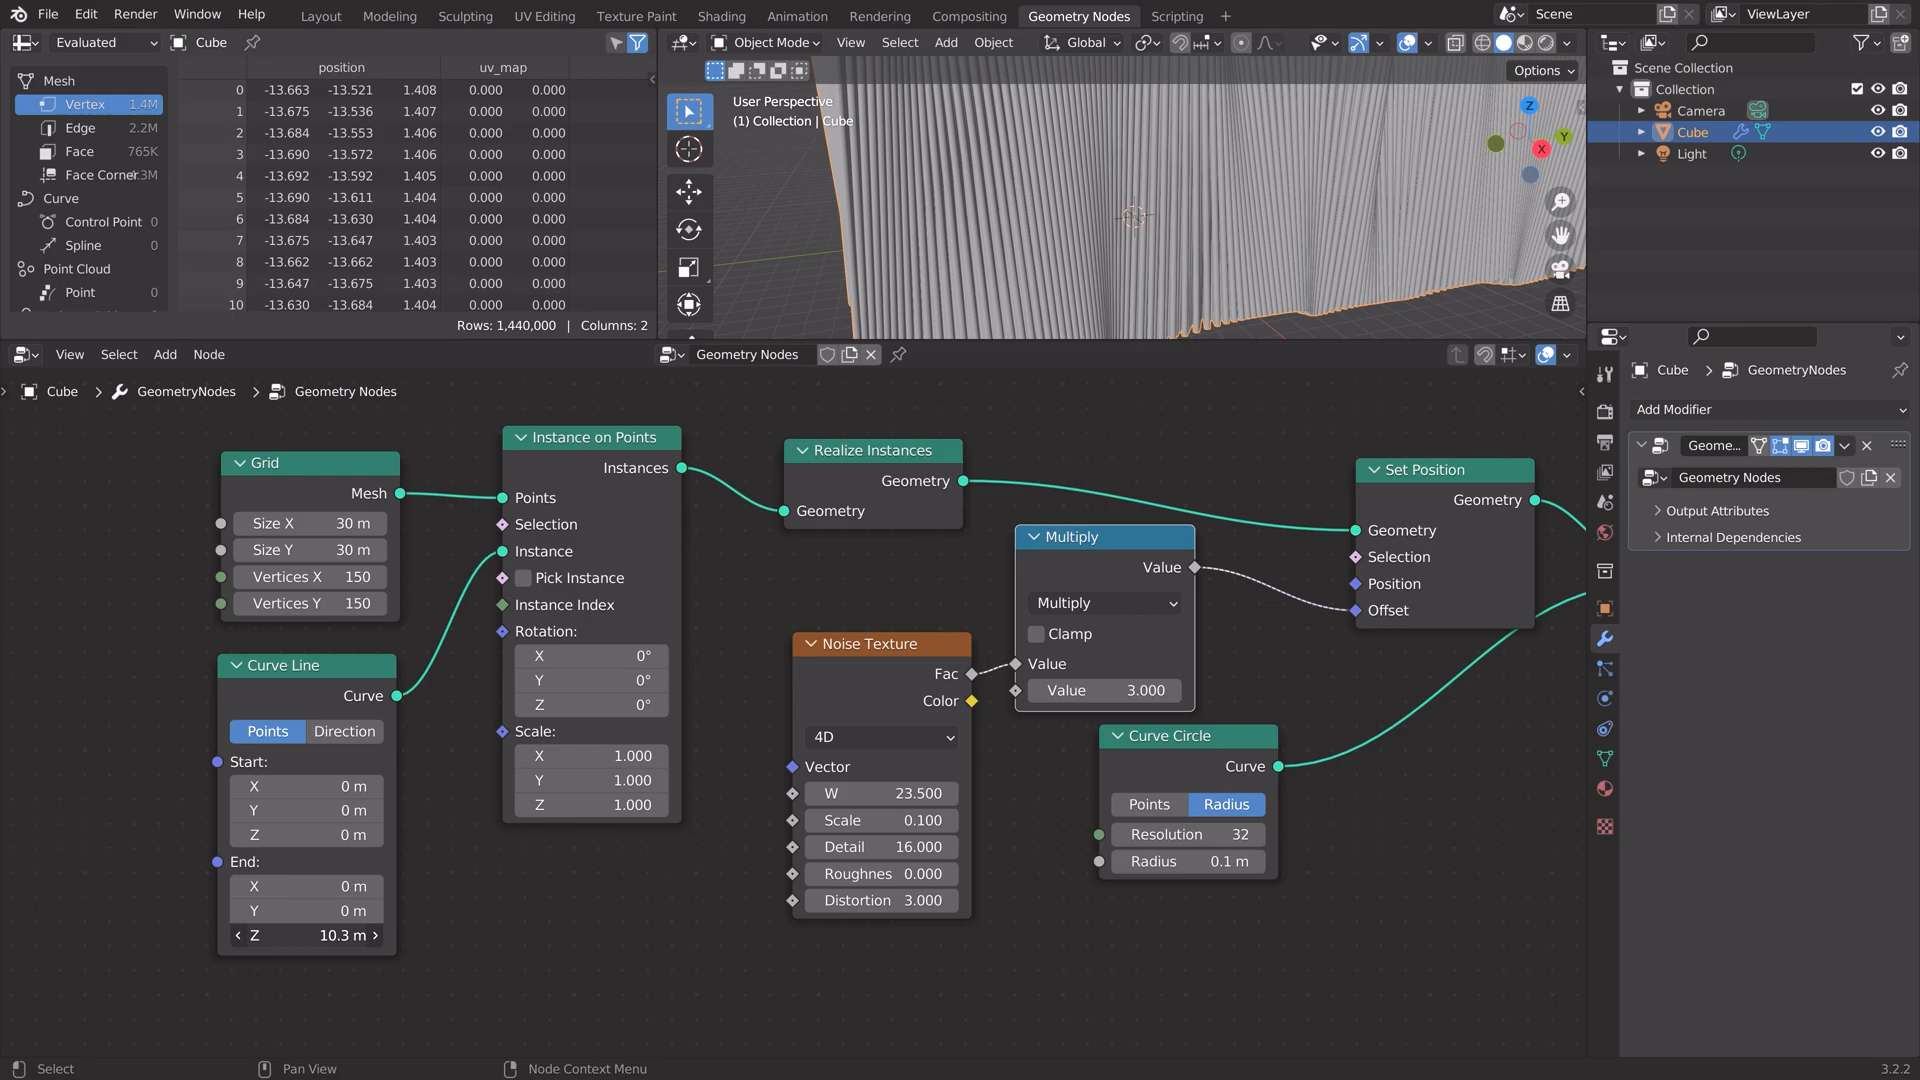 File Edit Render Window Help Layout Modeling Sculpting UV Editing Texture Paint Shading Animation Rendering Compositing Geometry Nodes Scripting + Scene ViewLayer
Evaluated Cube
Object Mode View Select Add Object Global
Options
position uv_map
Mesh
Vertex 1.4M
Edge 2.2M
Face 765K
Face Corner 4.3M
Curve
Control Point 0
Spline 0
Point Cloud
Point 0
0 -13.663 -13.521 1.408 0.000 0.000
1 -13.675 -13.536 1.407 0.000 0.000
2 -13.684 -13.553 1.406 0.000 0.000
3 -13.690 -13.572 1.406 0.000 0.000
4 -13.692 -13.592 1.405 0.000 0.000
5 -13.690 -13.611 1.404 0.000 0.000
6 -13.684 -13.630 1.404 0.000 0.000
7 -13.675 -13.647 1.403 0.000 0.000
8 -13.662 -13.662 1.403 0.000 0.000
9 -13.647 -13.675 1.403 0.000 0.000
10 -13.630 -13.684 1.404 0.000 0.000
Rows: 1,440,000 | Columns: 2
User Perspective
(1) Collection | Cube
Z
Y
X
Scene Collection
Collection
Camera
Cube
Light
View Select Add Node Geometry Nodes
Cube > GeometryNodes > Geometry Nodes
Grid
Mesh
Size X 30 m
Size Y 30 m
Vertices X 150
Vertices Y 150
Curve Line
Curve
Points Direction
Start:
X 0 m
Y 0 m
Z 0 m
End:
X 0 m
Y 0 m
Z 10.3 m
Instance on Points
Instances
Points
Selection
Instance
Pick Instance
Instance Index
Rotation:
X 0°
Y 0°
Z 0°
Scale:
X 1.000
Y 1.000
Z 1.000
Realize Instances
Geometry
Geometry
Noise Texture
Fac
Color
4D
Vector
W 23.500
Scale 0.100
Detail 16.000
Roughnes 0.000
Distortion 3.000
Multiply
Value
Multiply
Clamp
Value
Value 3.000
Curve Circle
Curve
Points Radius
Resolution 32
Radius 0.1 m
Set Position
Geometry
Geometry
Selection
Position
Offset
Cube > GeometryNodes
Add Modifier
Geome...
Geometry Nodes
Output Attributes
Internal Dependencies
Select Pan View Node Context Menu 3.2.2